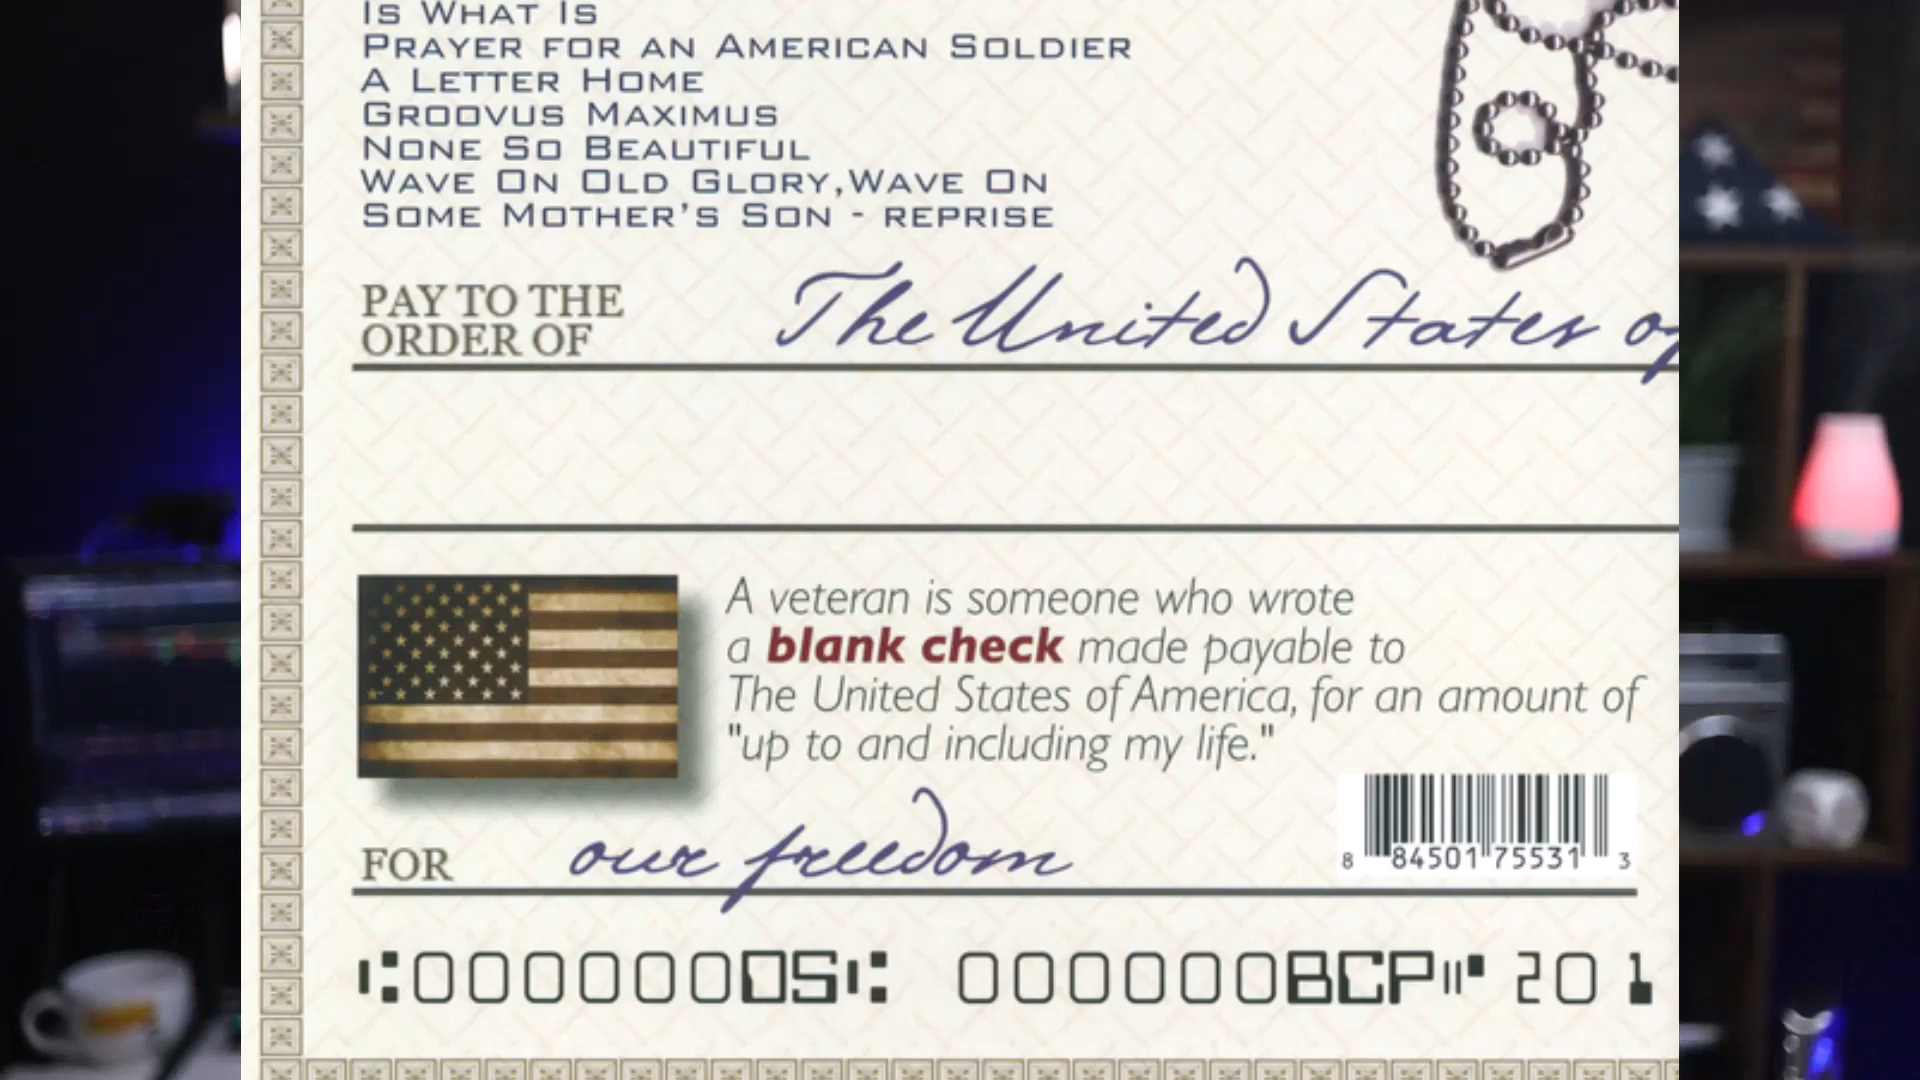 IS WHAT IS
PRAYER FOR AN AMERICAN SOLDIER
A LETTER HOME
GROOVUS MAXIMUS
NONE SO BEAUTIFUL
WAVE ON OLD GLORY,WAVE ON
SOME MOTHER'S SON - REPRISE
PAY TO THE
ORDER OF
The United States of
A veteran is someone who wrote
a blank check made payable to
The United States of America, for an amount of
"up to and including my life."
FOR our freedom
8 84501 75531 3
⑆000000OS⑆ 000000BCP⑈ 201